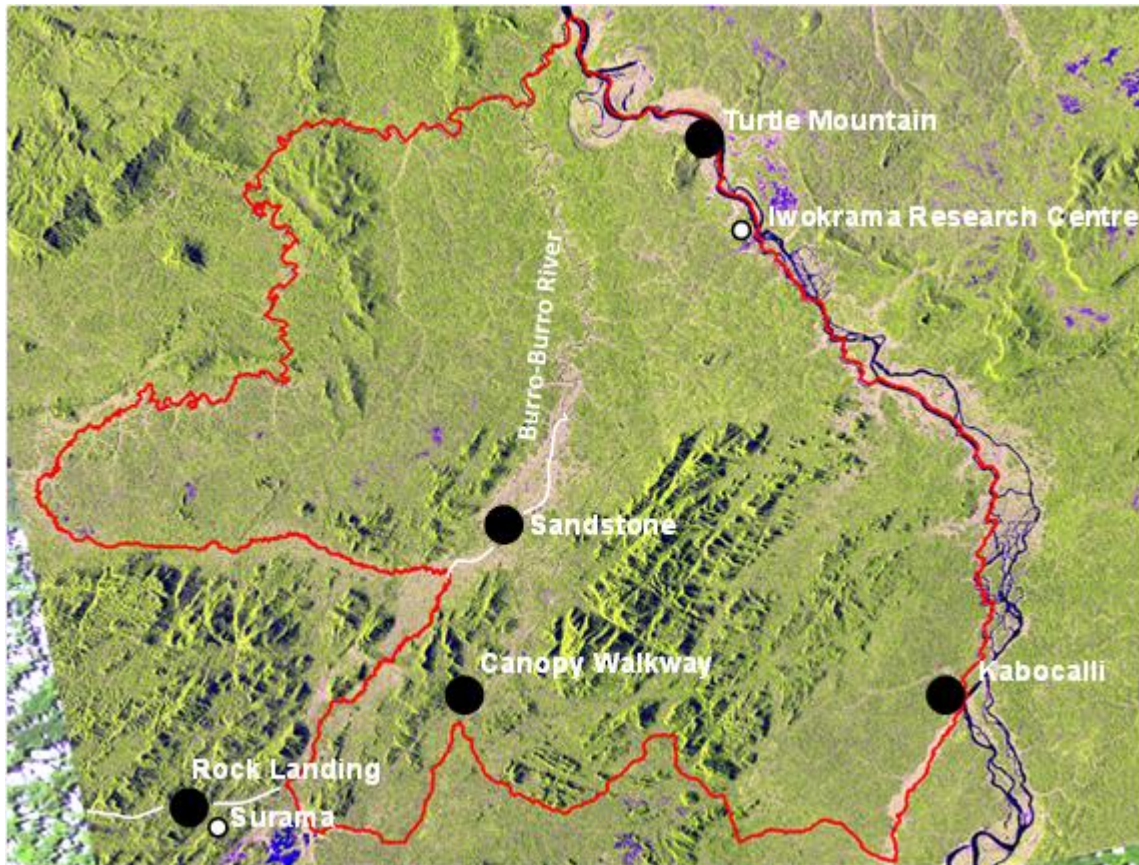 Turtle Mountain
Iwokrama Research Centre
Burro-Burro River
Sandstone
Canopy Walkway
Kabocalli
Rock Landing
Surama